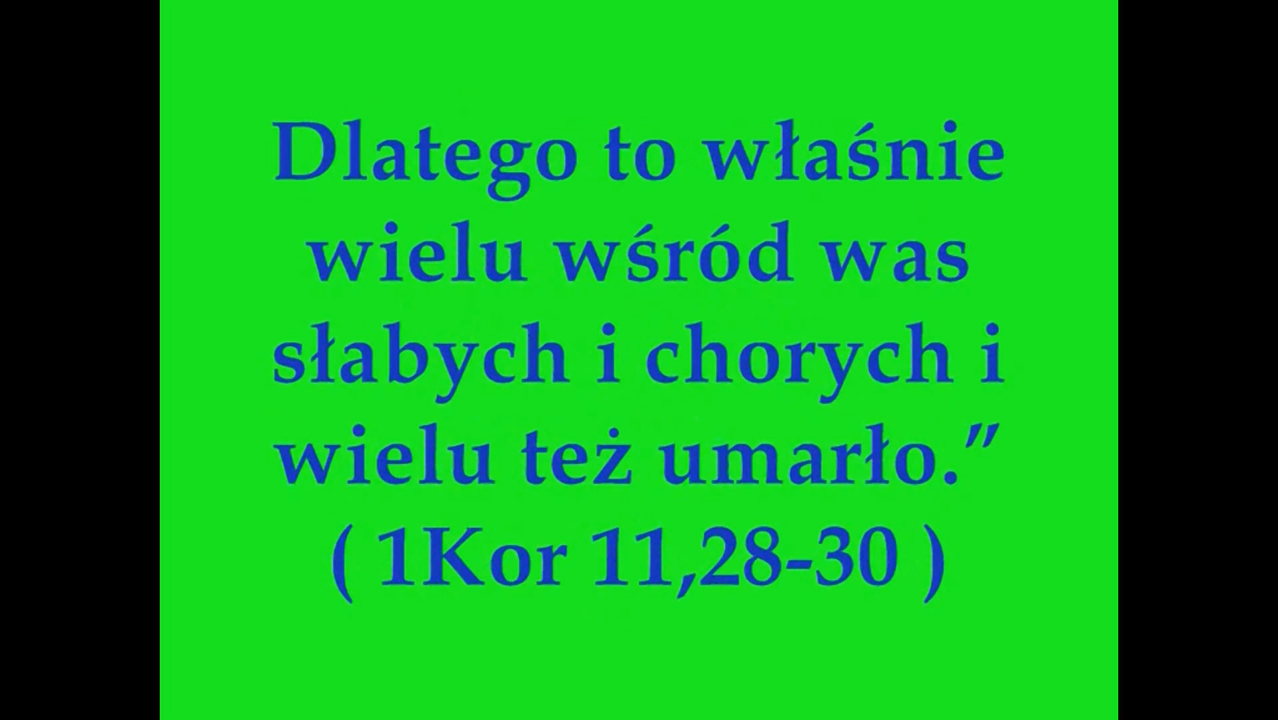 Dlatego to właśnie
wielu wśród was
słabych i chorych i
wielu też umarło.”
( 1Kor 11,28-30 )